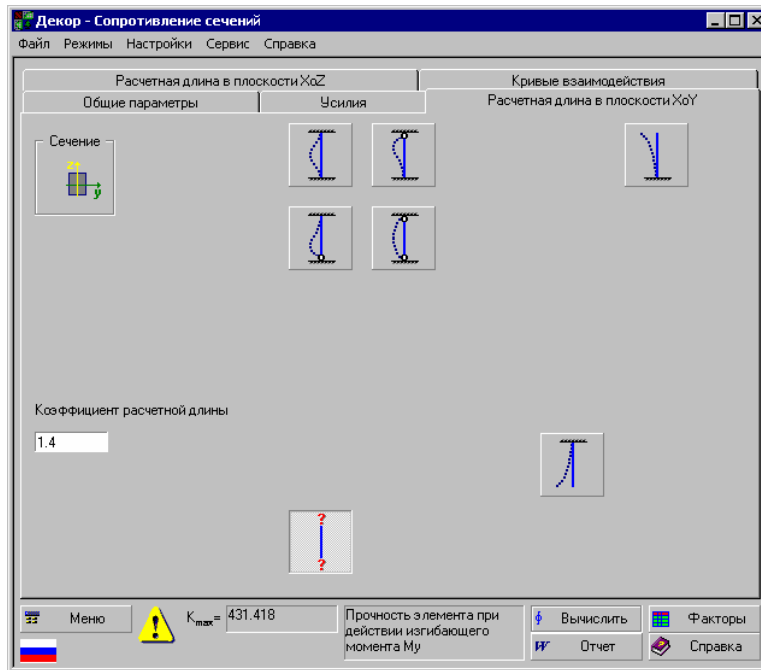 Декор - Сопротивление сечений
Файл Режимы Настройки Сервис Справка
Расчетная длина в плоскости XoZ Кривые взаимодействия
Общие параметры Усилия Расчетная длина в плоскости XoY
Сечение
z
y
Коэффициент расчетной длины
1.4
?
?
Меню
!
Kmax= 431.418
Прочность элемента при
действии изгибающего
момента My
Вычислить
Факторы
W Отчет
? Справка